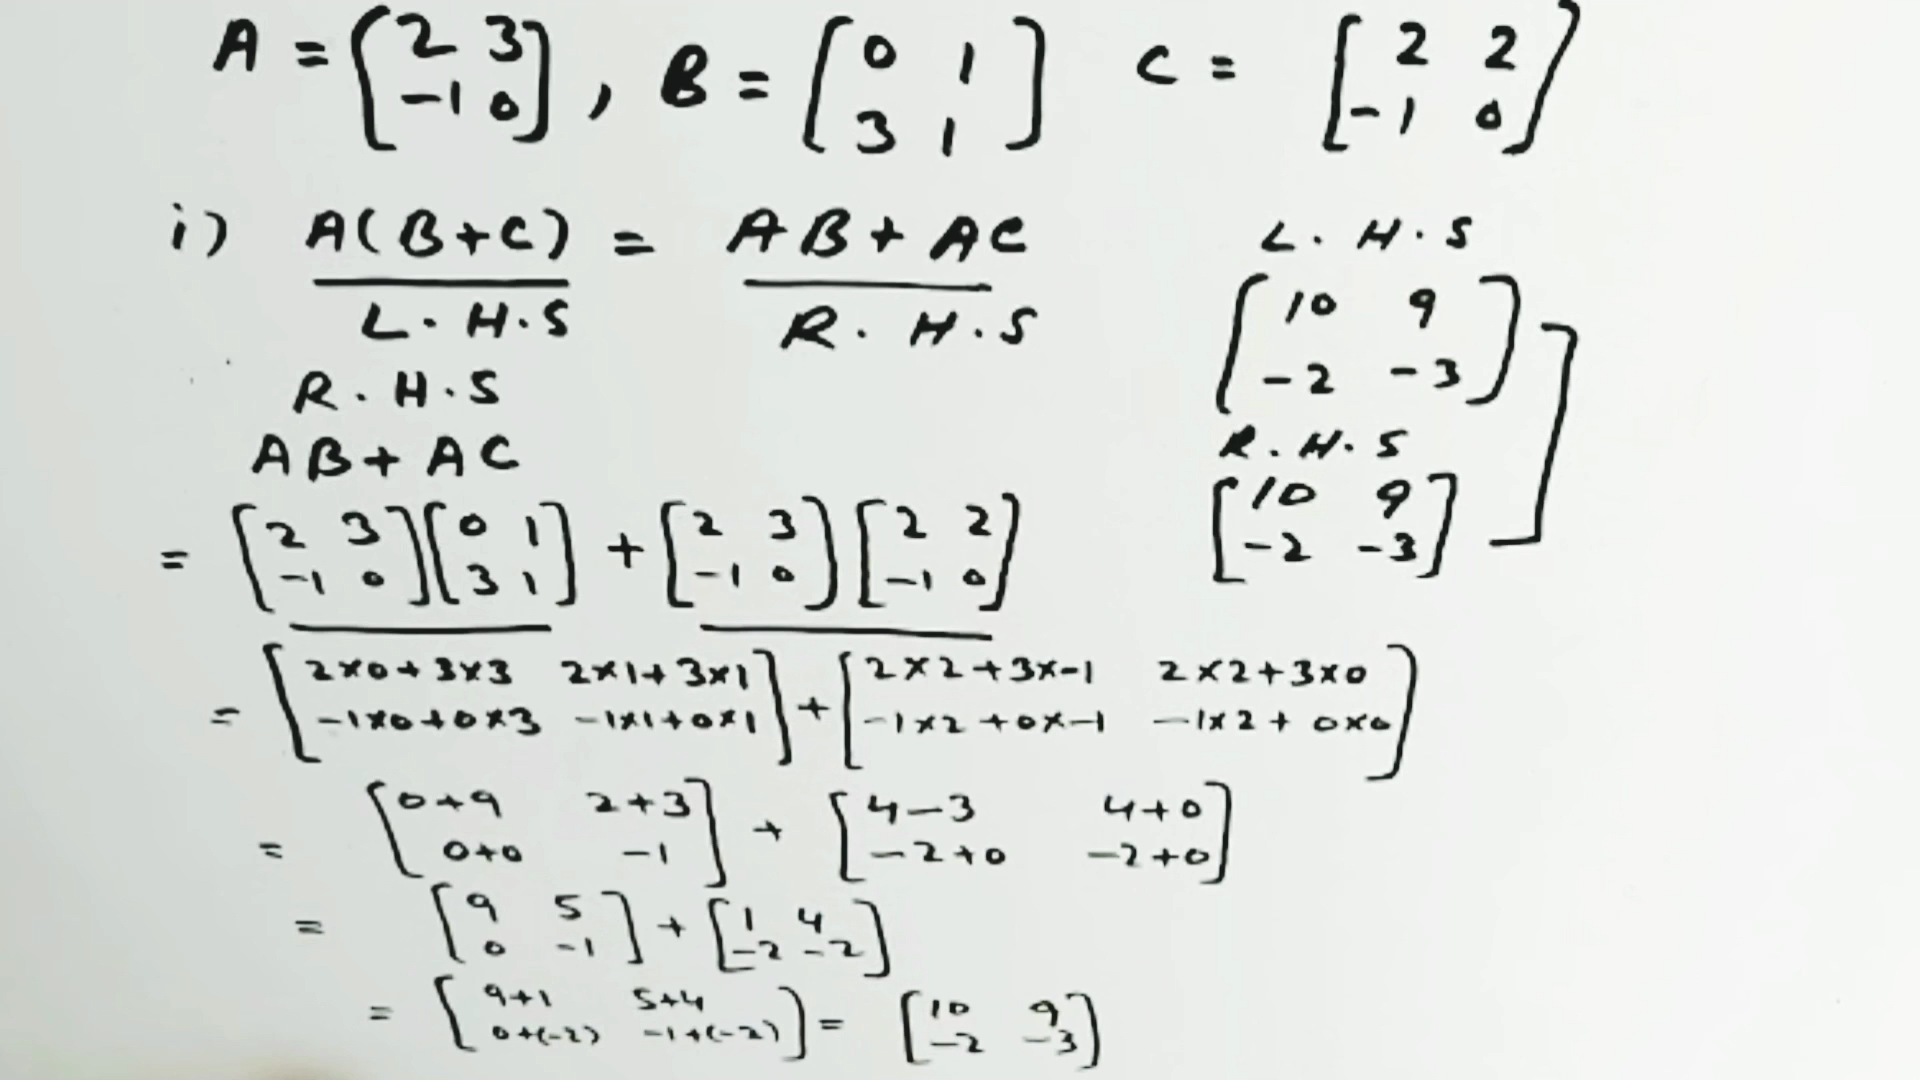 A = [2 3 -1 0], B = [0 1 3 1] C = [2 2 -1 0]
i) A(B+C) = AB + AC
L.H.S R.H.S
R.H.S
AB + AC
= [2 3 -1 0][0 1 3 1] + [2 3 -1 0][2 2 -1 0]
= [2×0+3×3 2×1+3×1 -1×0+0×3 -1×1+0×1] + [2×2+3×-1 2×2+3×0 -1×2+0×-1 -1×2+0×0]
= [0+9 2+3 0+0 -1] + [4-3 4+0 -2+0 -2+0]
= [9 5 0 -1] + [1 4 -2 -2]
= [9+1 5+4 0+(-2) -1+(-2)] = [10 9 -2 -3]
L.H.S
[10 9 -2 -3]
R.H.S
[10 9 -2 -3]